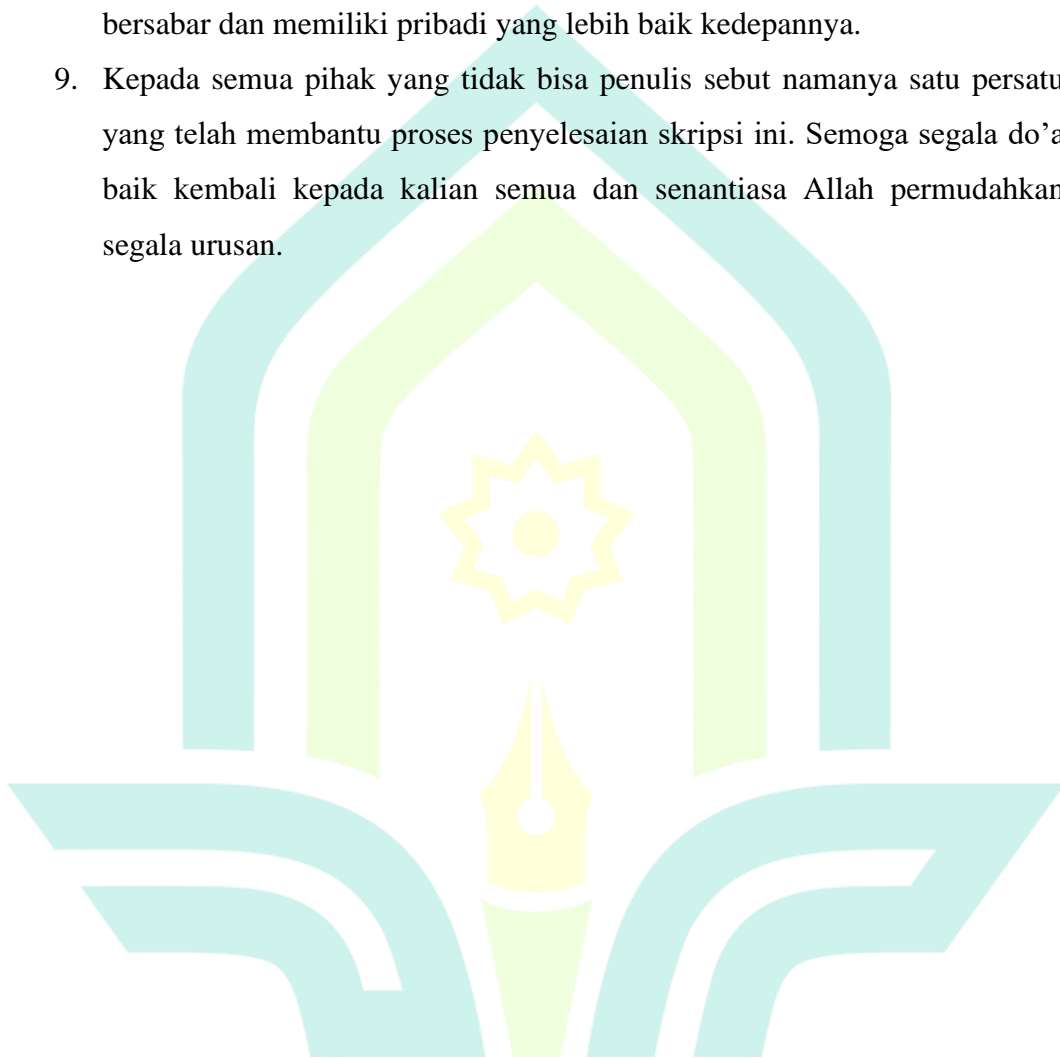 bersabar dan memiliki pribadi yang lebih baik kedepannya.
9. Kepada semua pihak yang tidak bisa penulis sebut namanya satu persatu
yang telah membantu proses penyelesaian skripsi ini. Semoga segala do’a
baik kembali kepada kalian semua dan senantiasa Allah permudahkan
segala urusan.